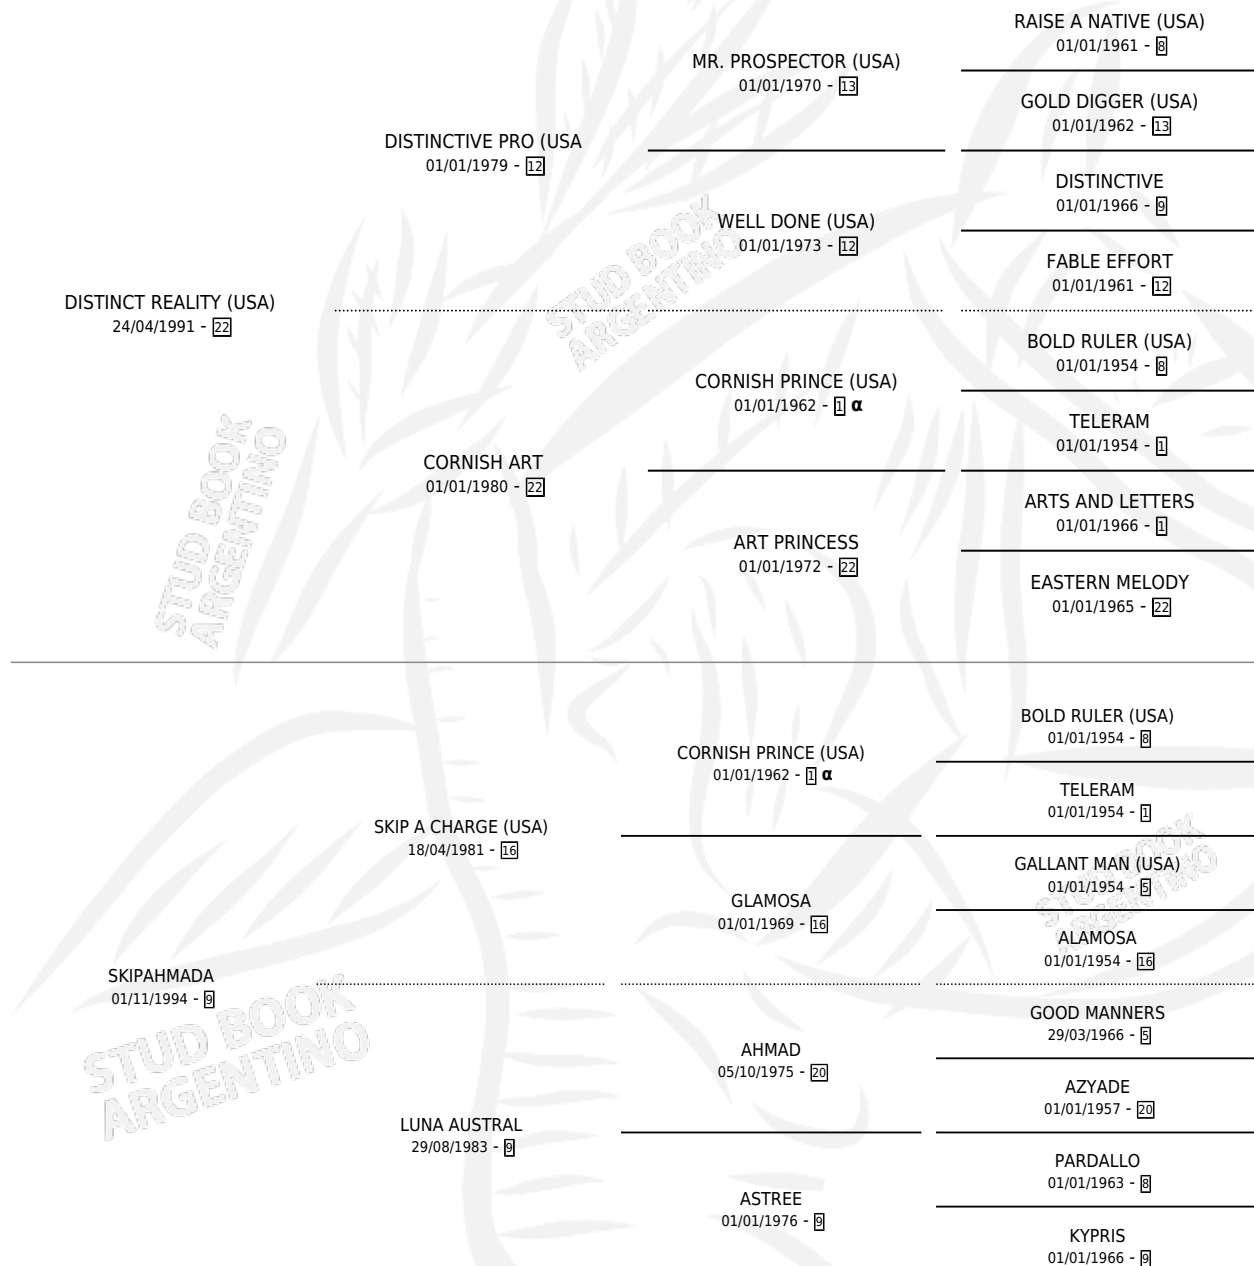 RAISE A NATIVE (USA)
01/01/1961 - 8
MR. PROSPECTOR (USA)
01/01/1970 - 13
GOLD DIGGER (USA)
01/01/1962 - 13
DISTINCTIVE PRO (USA
01/01/1979 - 12
DISTINCTIVE
01/01/1966 - 9
WELL DONE (USA)
01/01/1973 - 12
FABLE EFFORT
01/01/1961 - 12
DISTINCT REALITY (USA)
24/04/1991 - 22
BOLD RULER (USA)
01/01/1954 - 8
CORNISH PRINCE (USA)
01/01/1962 - 1 α
TELERAM
01/01/1954 - 1
CORNISH ART
01/01/1980 - 22
ARTS AND LETTERS
01/01/1966 - 1
ART PRINCESS
01/01/1972 - 22
EASTERN MELODY
01/01/1965 - 22
BOLD RULER (USA)
01/01/1954 - 8
CORNISH PRINCE (USA)
01/01/1962 - 1 α
TELERAM
01/01/1954 - 1
SKIP A CHARGE (USA)
18/04/1981 - 16
GALLANT MAN (USA)
01/01/1954 - 5
GLAMOSA
01/01/1969 - 16
ALAMOSA
01/01/1954 - 16
SKIPAHMADA
01/11/1994 - 9
GOOD MANNERS
29/03/1966 - 5
AHMAD
05/10/1975 - 20
AZYADE
01/01/1957 - 20
LUNA AUSTRAL
29/08/1983 - 9
PARDALLO
01/01/1963 - 8
ASTREE
01/01/1976 - 9
KYPRIS
01/01/1966 - 9
STUD BOOK
ARGENTINO
STUD BOOK
ARGENTINO
STUD BOOK
ARGENTINO
STUD BOOK
ARGENTINO